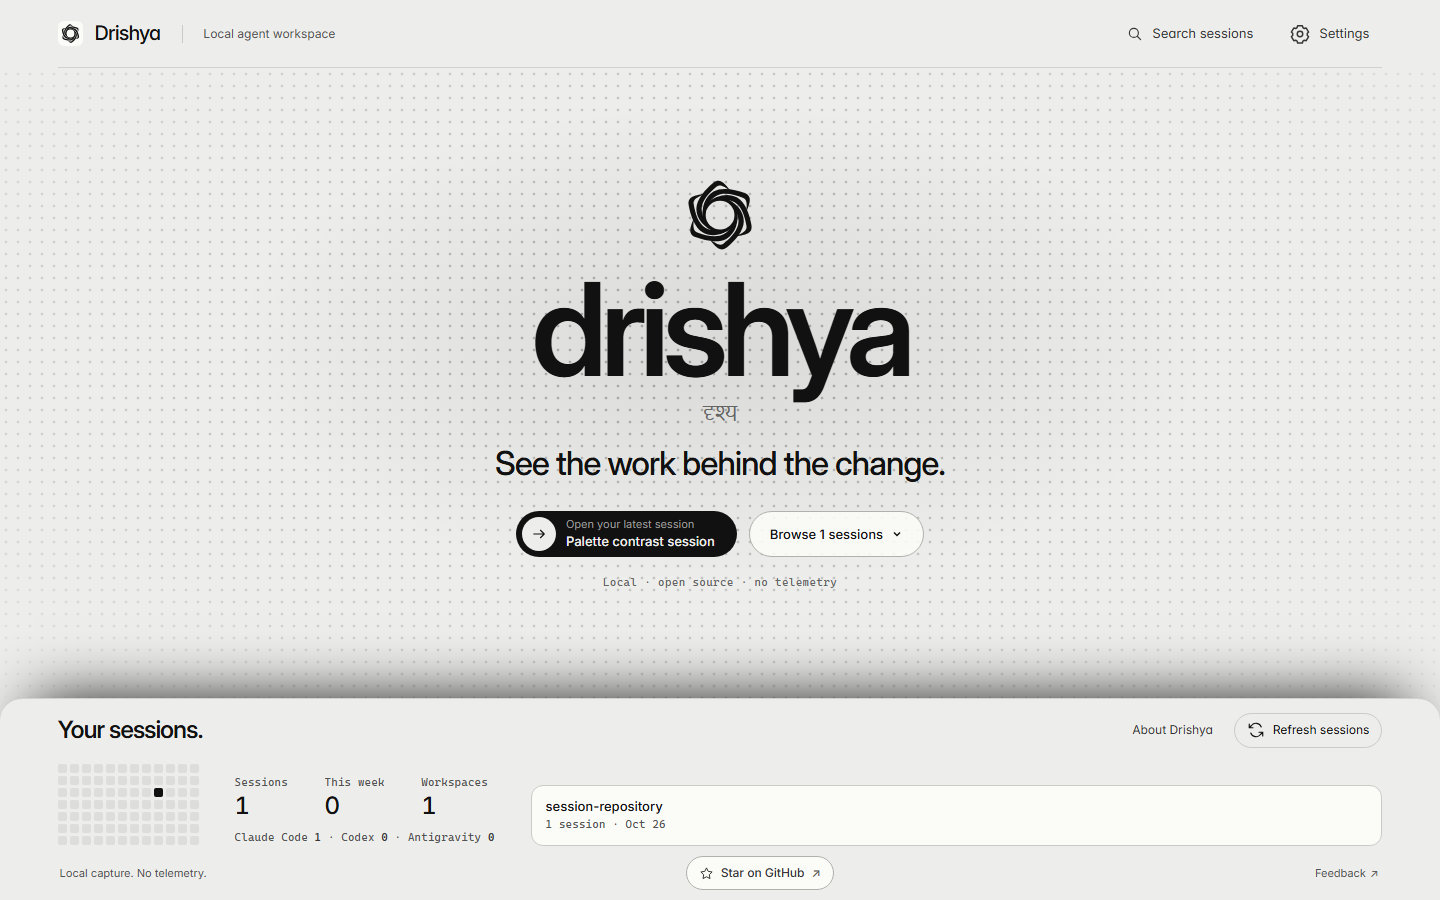 Drishya
Local agent workspace
Search sessions
Settings
drishya
दृश्य
See the work behind the change.
Open your latest session
Palette contrast session
Browse 1 sessions
Local · open source · no telemetry
Your sessions.
About Drishya
Refresh sessions
Sessions
This week
Workspaces
1
0
1
Claude Code 1 · Codex 0 · Antigravity 0
session-repository
1 session · Oct 26
Local capture. No telemetry.
Star on GitHub ↗
Feedback ↗